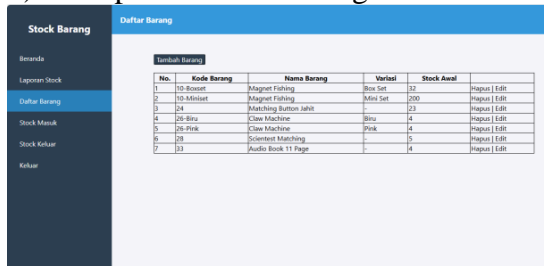 Stock Barang
Daftar Barang
Beranda
Laporan Stock
Daftar Barang
Stock Masuk
Stock Keluar
Keluar
Tambah Barang
No. Kode Barang Nama Barang Variasi Stock Awal
1 10-Boxset Magnet Fishing Box Set 32 Hapus | Edit
2 10-Miniset Magnet Fishing Mini Set 200 Hapus | Edit
3 24 Matching Button Jahit - 23 Hapus | Edit
4 26-Biru Claw Machine Biru 4 Hapus | Edit
5 26-Pink Claw Machine Pink 4 Hapus | Edit
6 28 Scientest Matching - 5 Hapus | Edit
7 33 Audio Book 11 Page - 4 Hapus | Edit